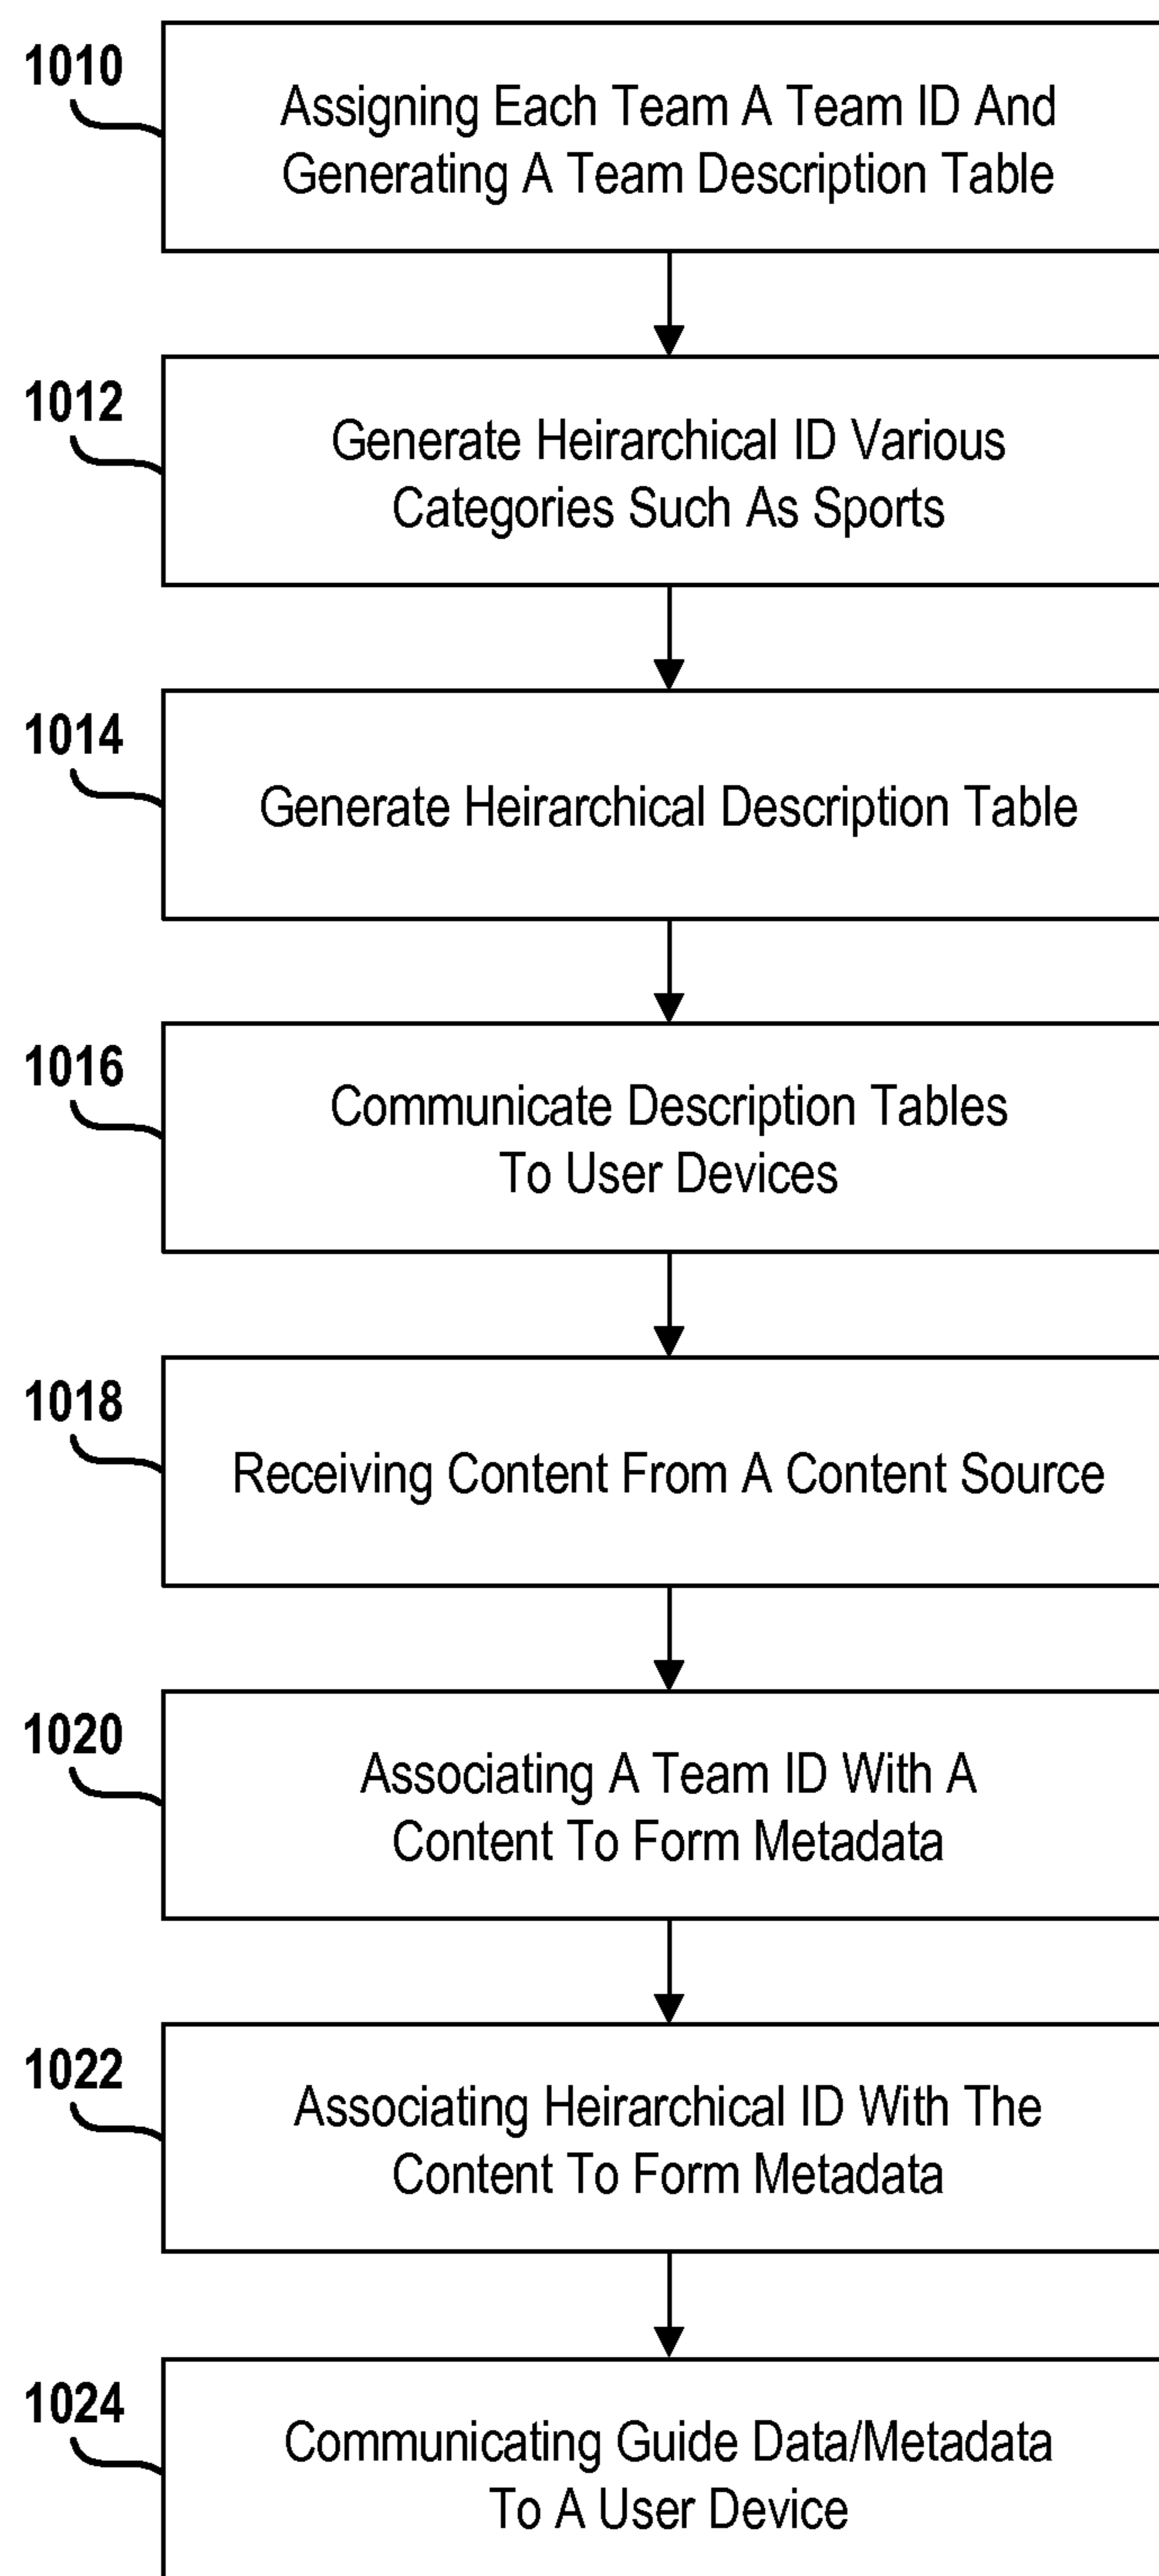 1010
Assigning Each Team A Team ID And
Generating A Team Description Table
1012
Generate Heirarchical ID Various
Categories Such As Sports
1014
Generate Heirarchical Description Table
1016
Communicate Description Tables
To User Devices
1018
Receiving Content From A Content Source
1020
Associating A Team ID With A
Content To Form Metadata
1022
Associating Heirarchical ID With The
Content To Form Metadata
1024
Communicating Guide Data/Metadata
To A User Device